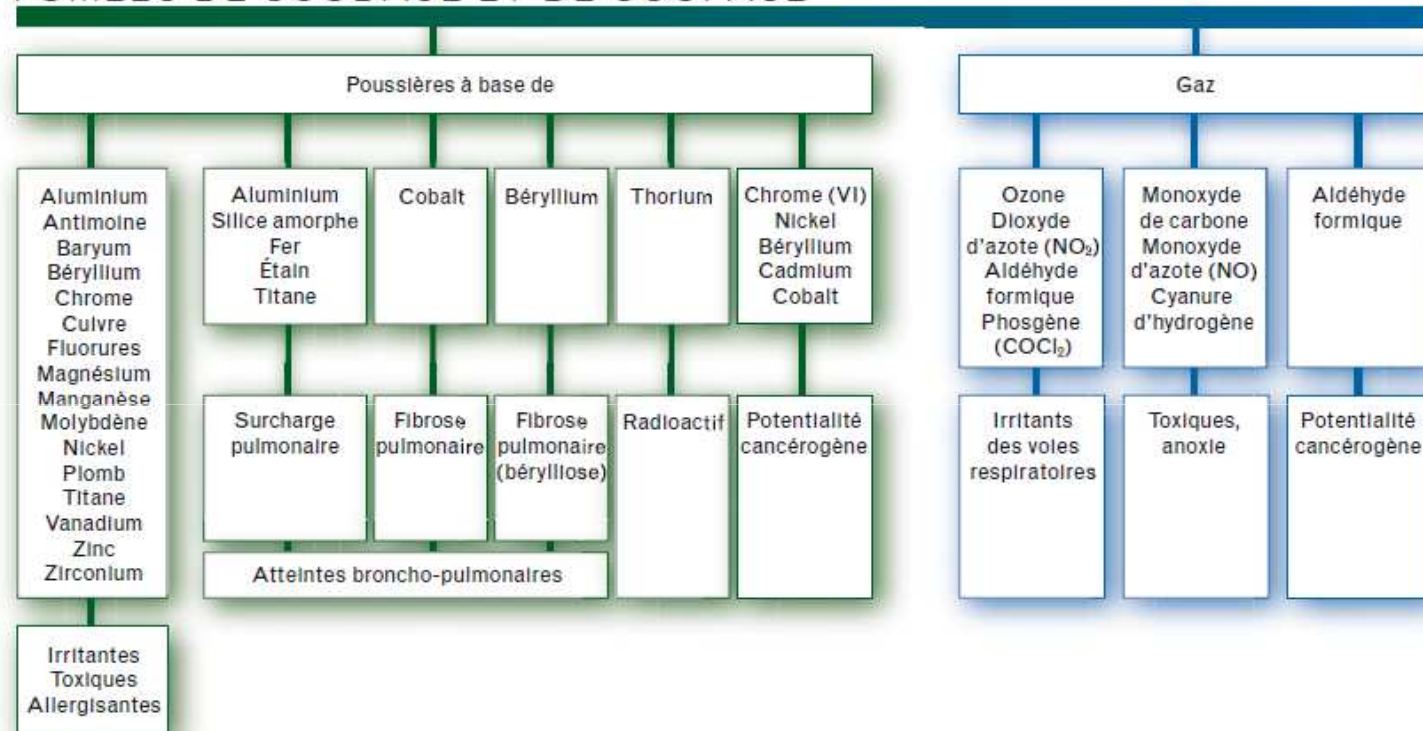 Poussières à base de
Gaz
Aluminium
Antimoine
Baryum
Béryllium
Chrome
Cuivre
Fluorures
Magnésium
Manganèse
Molybdène
Nickel
Plomb
Titane
Vanadium
Zinc
Zirconium
Irritantes
Toxiques
Allergisantes
Aluminium
Silice amorphe
Fer
Étain
Titane
Surcharge
pulmonaire
Cobalt
Fibrose
pulmonaire
Béryllium
Fibrose
pulmonaire
(bérylliose)
Atteintes broncho-pulmonaires
Thorium
Radioactif
Chrome (VI)
Nickel
Béryllium
Cadmium
Cobalt
Potentialité
cancérogène
Ozone
Dioxyde
d'azote (NO₂)
Aldéhyde
formique
Phosgène
(COCl₂)
Irritants
des voies
respiratoires
Monoxyde
de carbone
Monoxyde
d'azote (NO)
Cyanure
d'hydrogène
Toxiques,
anoxie
Aldéhyde
formique
Potentialité
cancérogène